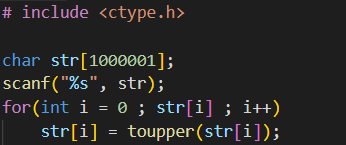 # include <ctype.h>
char str[1000001];
scanf("%s", str);
for(int i = 0 ; str[i] ; i++)
    str[i] = toupper(str[i]);